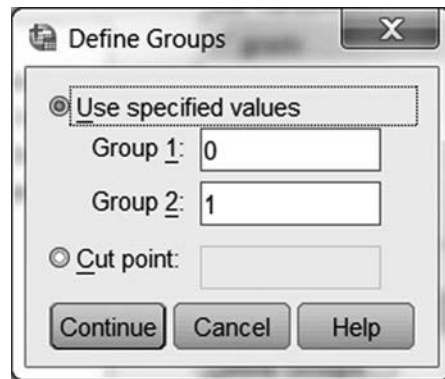 Define Groups
Use specified values
Group 1: 0
Group 2: 1
Cut point:
Continue Cancel Help